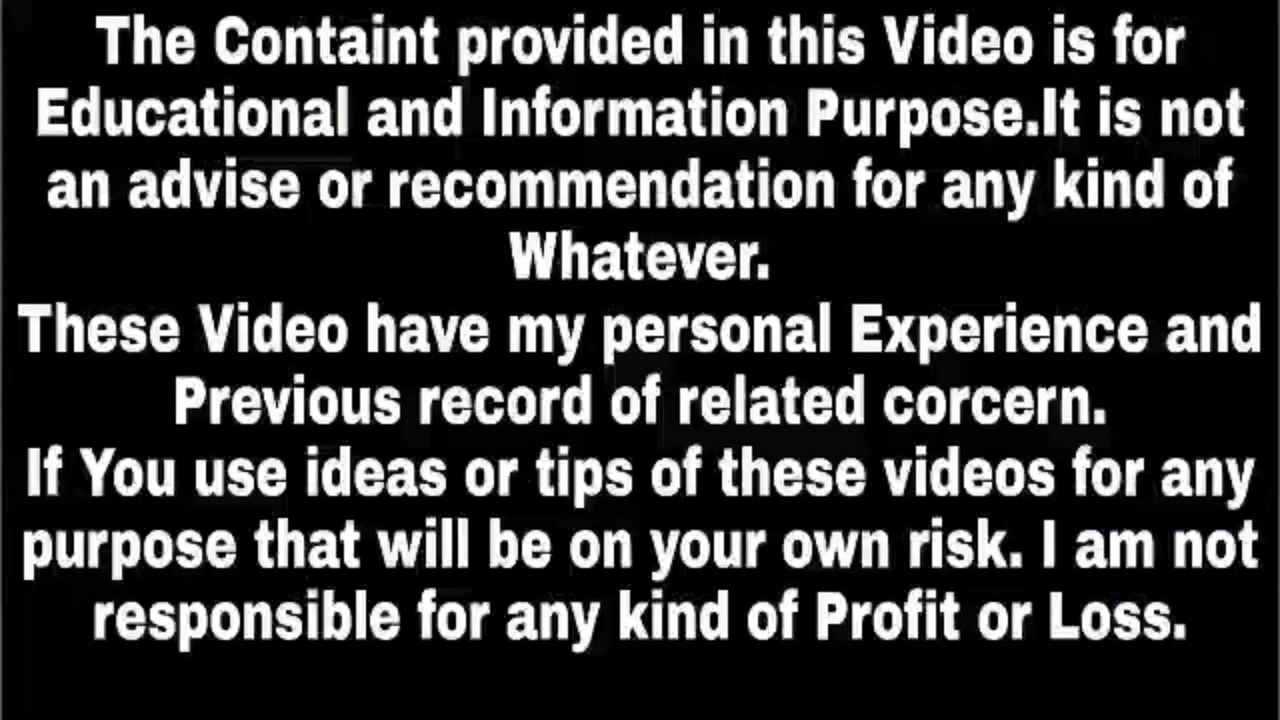 The Containt provided in this Video is for
Educational and Information Purpose.It is not
an advise or recommendation for any kind of
Whatever.
These Video have my personal Experience and
Previous record of related corcern.
If You use ideas or tips of these videos for any
purpose that will be on your own risk. I am not
responsible for any kind of Profit or Loss.